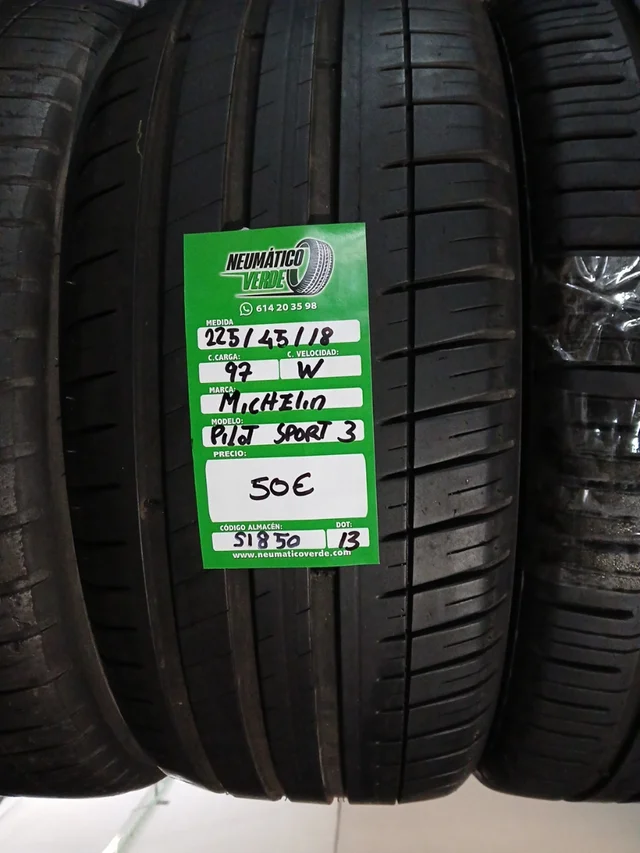 NEUMÁTICO
VERDE
614 20 35 98
MEDIDA
225/45/18
C.CARGA: C. VELOCIDAD:
97 W
MARCA:
MICHELIN
MODELO:
PILOT SPORT 3
PRECIO:
50€
CÓDIGO ALMACÉN: DOT:
51850 13
www.neumaticoverde.com